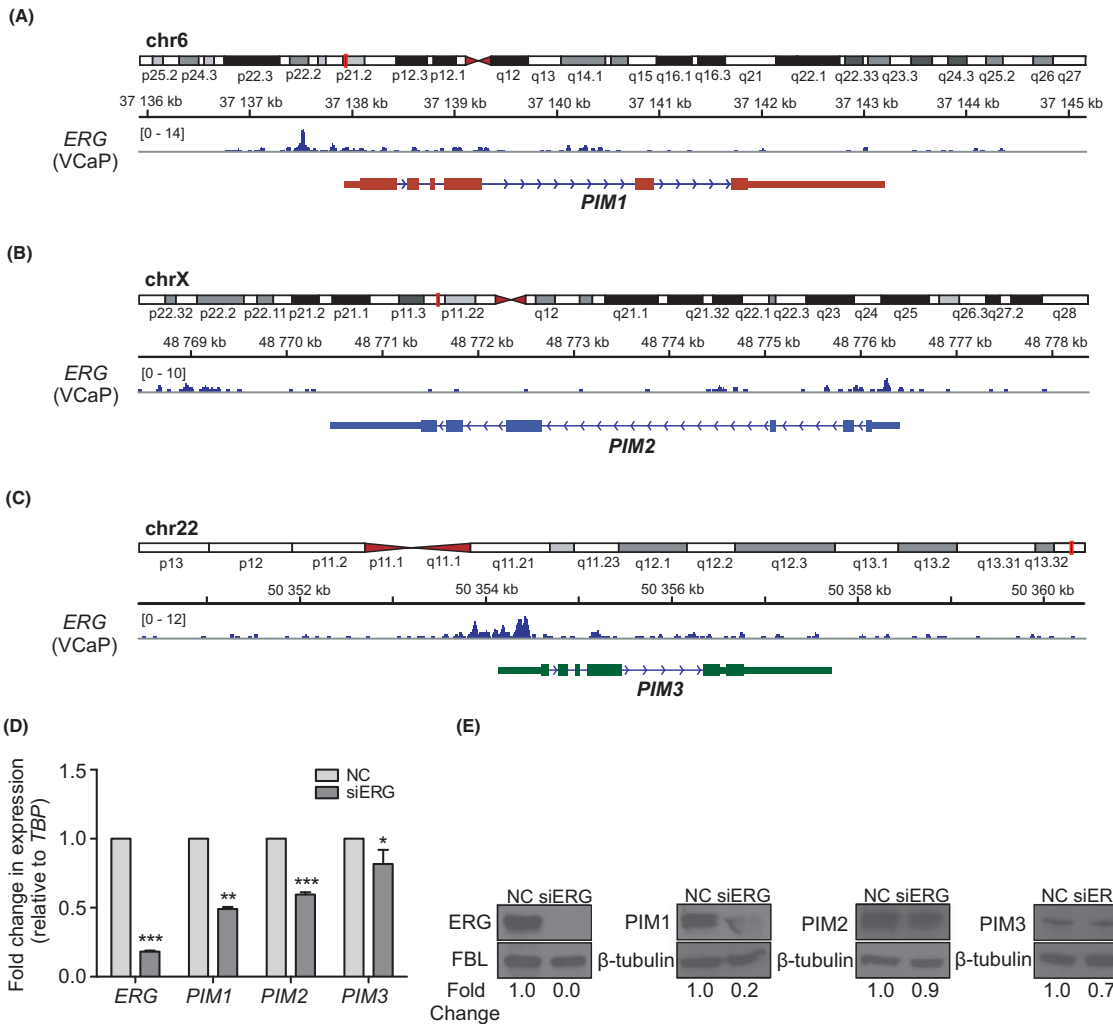 (A)
chr6
p25.2 p24.3 p22.3 p22.2 p21.2 p12.3 p12.1 q12 q13 q14.1 q15 q16.1 q16.3 q21 q22.1 q22.33 q23.3 q24.3 q25.2 q26 q27
37 136 kb 37 137 kb 37 138 kb 37 139 kb 37 140 kb 37 141 kb 37 142 kb 37 143 kb 37 144 kb 37 145 kb
ERG
(VCaP)
[0 - 14]
PIM1
(B)
chrX
p22.32 p22.2 p22.11 p21.2 p21.1 p11.3 p11.22 q12 q21.1 q21.32 q22.1 q22.3 q23 q24 q25 q26.3 q27.2 q28
48 769 kb 48 770 kb 48 771 kb 48 772 kb 48 773 kb 48 774 kb 48 775 kb 48 776 kb 48 777 kb 48 778 kb
ERG
(VCaP)
[0 - 10]
PIM2
(C)
chr22
p13 p12 p11.2 p11.1 q11.1 q11.21 q11.23 q12.1 q12.2 q12.3 q13.1 q13.2 q13.31 q13.32
50 352 kb 50 354 kb 50 356 kb 50 358 kb 50 360 kb
ERG
(VCaP)
[0 - 12]
PIM3
(D)
Fold change in expression
(relative to TBP)
1.5
1.0
0.5
0.0
NC
siERG
***
**
***
*
ERG PIM1 PIM2 PIM3
(E)
NC siERG
ERG
FBL
Fold Change 1.0 0.0
NC siERG
PIM1
β-tubulin
1.0 0.2
NC siERG
PIM2
β-tubulin
1.0 0.9
NC siER
PIM3
β-tubulin
1.0 0.7